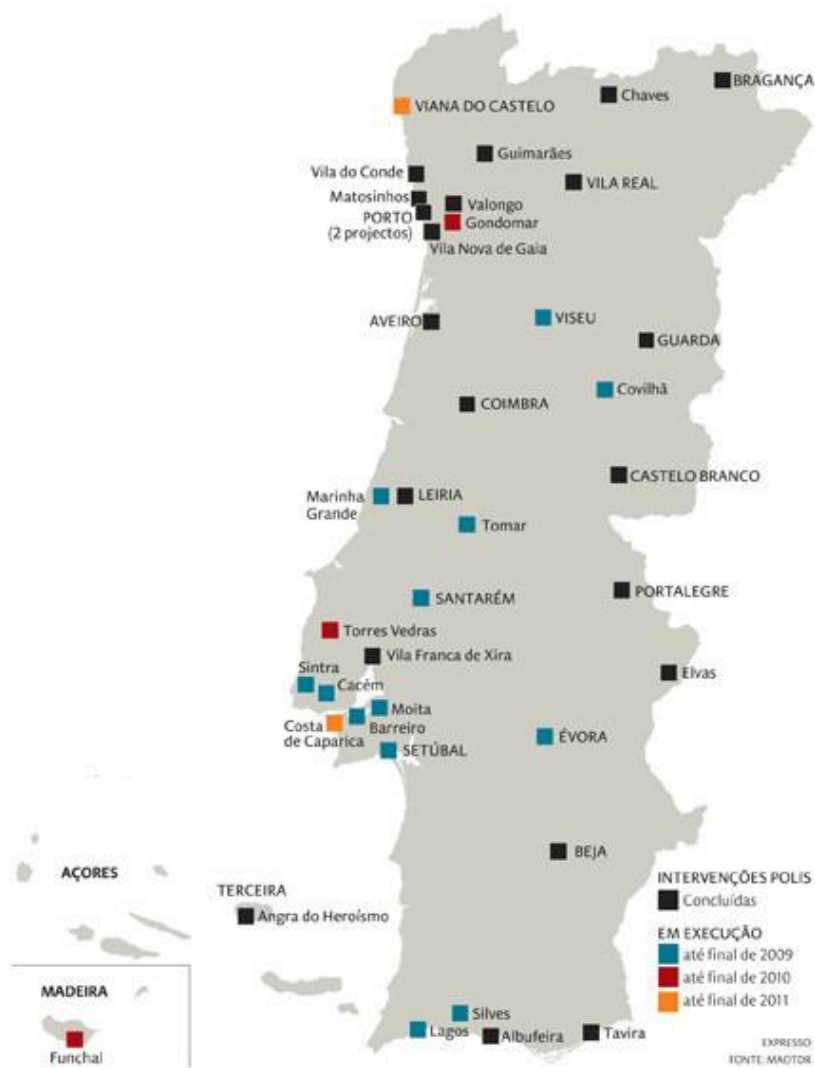 BRAGANÇA
Chaves
VIANA DO CASTELO
Guimarães
Vila do Conde
VILA REAL
Matosinhos
Valongo
PORTO
(2 projectos)
Gondomar
Vila Nova de Gaia
AVEIRO
VISEU
GUARDA
Covilhã
COIMBRA
CASTELO BRANCO
Marinha
Grande
LEIRIA
Tomar
PORTALEGRE
SANTARÉM
Torres Vedras
Vila Franca de Xira
Sintra
Elvas
Cacém
Moita
Costa
de Caparica
Barreiro
SETÚBAL
ÉVORA
BEJA
AÇORES
TERCEIRA
Angra do Heroísmo
INTERVENÇÕES POLIS
Concluídas
EM EXECUÇÃO
até final de 2009
até final de 2010
até final de 2011
MADEIRA
Funchal
Silves
Lagos
Albufeira
Tavira
EXPRESSO
FONTE: MAOTDR